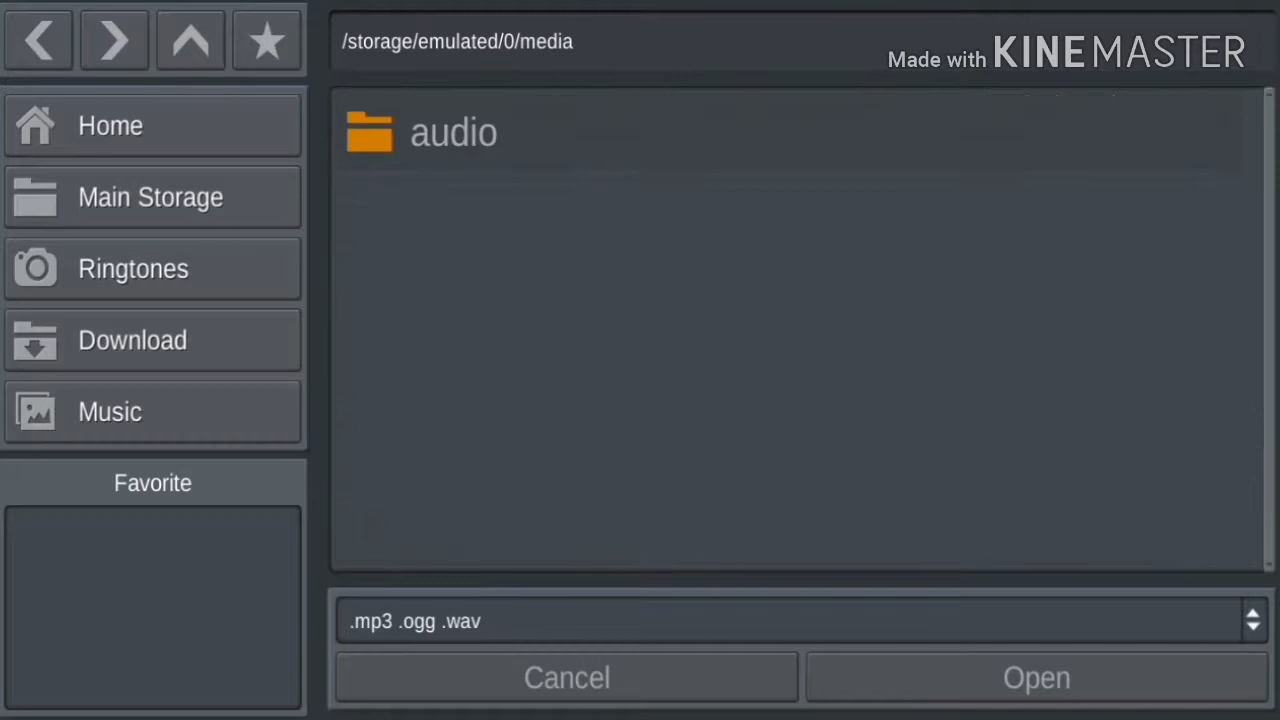 /storage/emulated/0/media
Made with KINEMASTER
Home
Main Storage
Ringtones
Download
Music
Favorite
audio
.mp3 .ogg .wav
Cancel
Open